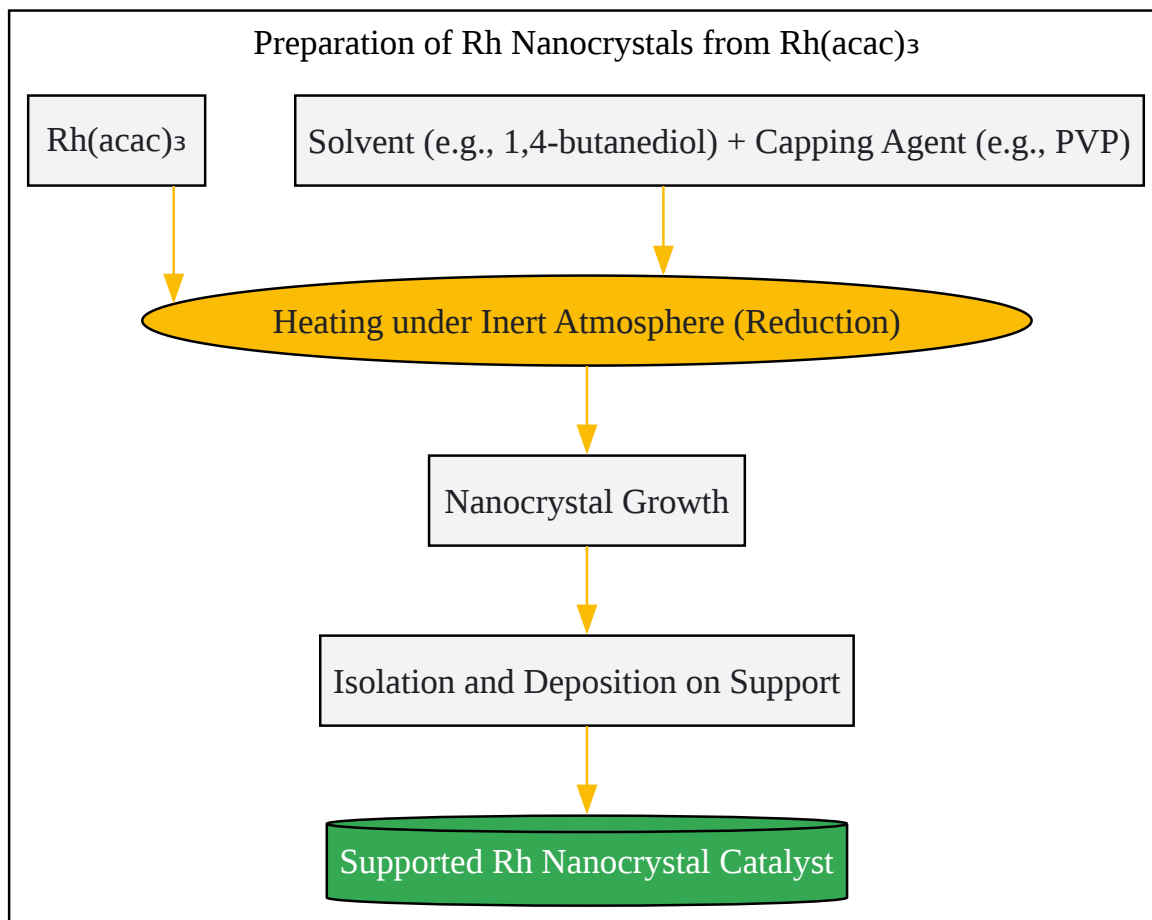 Preparation of Rh Nanocrystals from Rh(acac)₃
Rh(acac)₃
Solvent (e.g., 1,4-butanediol) + Capping Agent (e.g., PVP)
Heating under Inert Atmosphere (Reduction)
Nanocrystal Growth
Isolation and Deposition on Support
Supported Rh Nanocrystal Catalyst